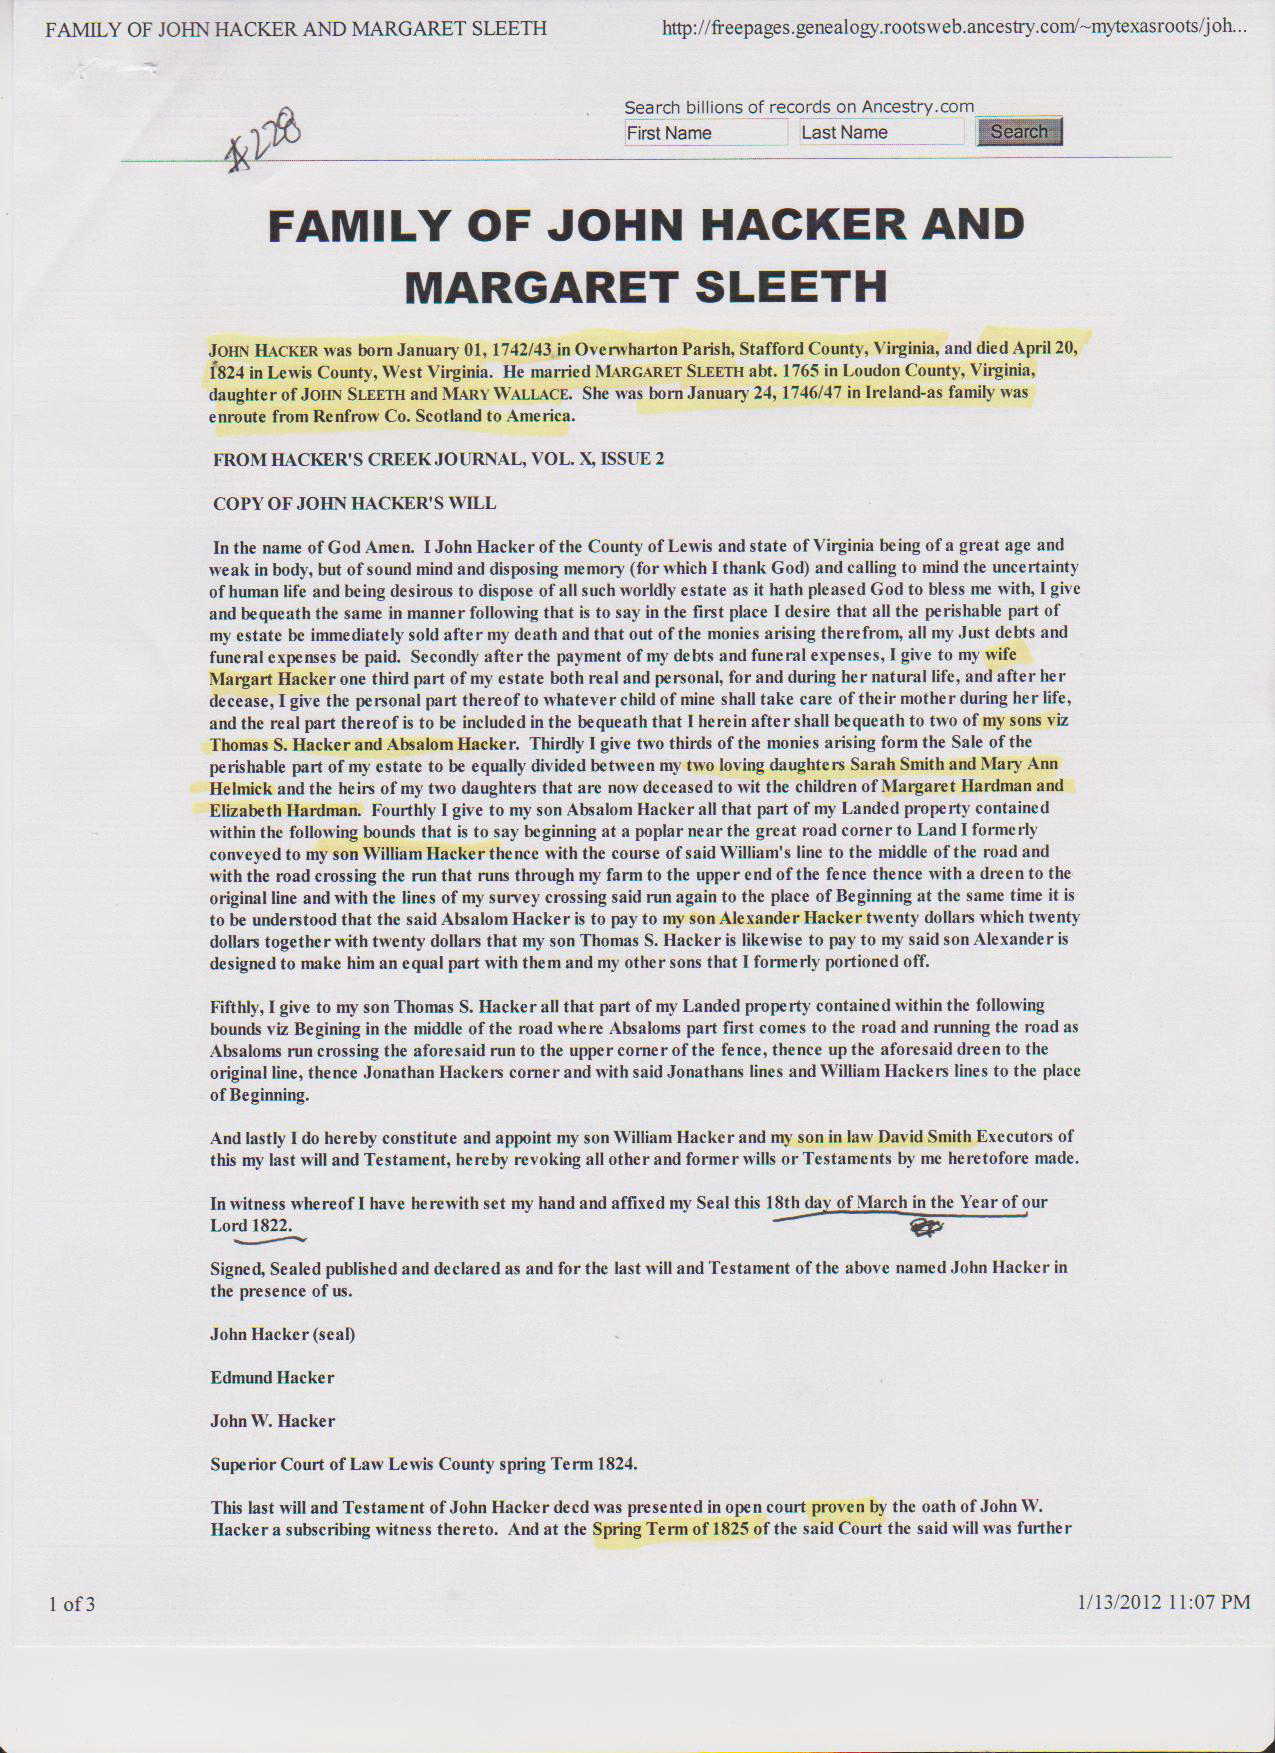 FAMILY OF JOHN HACKER AND MARGARET SLEETH
http://freepages.genealogy.rootsweb.ancestry.com/~mytexasroots/joh...
Search billions of records on Ancestry.com
First Name Last Name Search
228
FAMILY OF JOHN HACKER AND
MARGARET SLEETH
JOHN HACKER was born January 01, 1742/43 in Overwharton Parish, Stafford County, Virginia, and died April 20,
1824 in Lewis County, West Virginia. He married MARGARET SLEETH abt. 1765 in Loudon County, Virginia,
daughter of JOHN SLEETH and MARY WALLACE. She was born January 24, 1746/47 in Ireland-as family was
enroute from Renfrow Co. Scotland to America.
FROM HACKER'S CREEK JOURNAL, VOL. X, ISSUE 2
COPY OF JOHN HACKER'S WILL
In the name of God Amen. I John Hacker of the County of Lewis and state of Virginia being of a great age and
weak in body, but of sound mind and disposing memory (for which I thank God) and calling to mind the uncertainty
of human life and being desirous to dispose of all such worldly estate as it hath pleased God to bless me with, I give
and bequeath the same in manner following that is to say in the first place I desire that all the perishable part of
my estate be immediately sold after my death and that out of the monies arising therefrom, all my Just debts and
funeral expenses be paid. Secondly after the payment of my debts and funeral expenses, I give to my wife
Margart Hacker one third part of my estate both real and personal, for and during her natural life, and after her
decease, I give the personal part thereof to whatever child of mine shall take care of their mother during her life,
and the real part thereof is to be included in the bequeath that I herein after shall bequeath to two of my sons viz
Thomas S. Hacker and Absalom Hacker. Thirdly I give two thirds of the monies arising form the Sale of the
perishable part of my estate to be equally divided between my two loving daughters Sarah Smith and Mary Ann
Helmick and the heirs of my two daughters that are now deceased to wit the children of Margaret Hardman and
Elizabeth Hardman. Fourthly I give to my son Absalom Hacker all that part of my Landed property contained
within the following bounds that is to say beginning at a poplar near the great road corner to Land I formerly
conveyed to my son William Hacker thence with the course of said William's line to the middle of the road and
with the road crossing the run that runs through my farm to the upper end of the fence thence with a dreen to the
original line and with the lines of my survey crossing said run again to the place of Beginning at the same time it is
to be understood that the said Absalom Hacker is to pay to my son Alexander Hacker twenty dollars which twenty
dollars together with twenty dollars that my son Thomas S. Hacker is likewise to pay to my said son Alexander is
designed to make him an equal part with them and my other sons that I formerly portioned off.
Fifthly, I give to my son Thomas S. Hacker all that part of my Landed property contained within the following
bounds viz Begining in the middle of the road where Absaloms part first comes to the road and running the road as
Absaloms run crossing the aforesaid run to the upper corner of the fence, thence up the aforesaid dreen to the
original line, thence Jonathan Hackers corner and with said Jonathans lines and William Hackers lines to the place
of Beginning.
And lastly I do hereby constitute and appoint my son William Hacker and my son in law David Smith Executors of
this my last will and Testament, hereby revoking all other and former wills or Testaments by me heretofore made.
In witness whereof I have herewith set my hand and affixed my Seal this 18th day of March in the Year of our
Lord 1822.
Signed, Sealed published and declared as and for the last will and Testament of the above named John Hacker in
the presence of us.
John Hacker (seal)
Edmund Hacker
John W. Hacker
Superior Court of Law Lewis County spring Term 1824.
This last will and Testament of John Hacker decd was presented in open court proven by the oath of John W.
Hacker a subscribing witness thereto. And at the Spring Term of 1825 of the said Court the said will was further
1 of 3
1/13/2012 11:07 PM